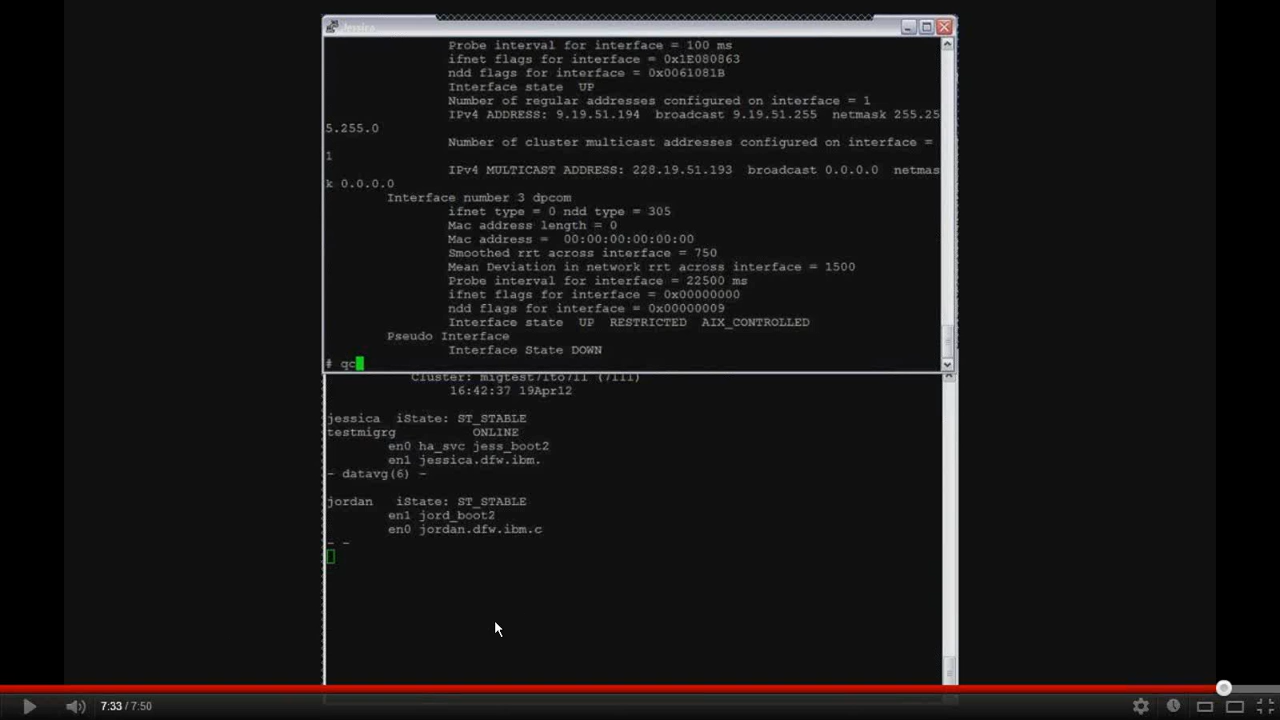 jessica
Probe interval for interface = 100 ms
ifnet flags for interface = 0x1E080863
ndd flags for interface = 0x0061081B
Interface state  UP
Number of regular addresses configured on interface = 1
IPv4 ADDRESS: 9.19.51.194  broadcast 9.19.51.255  netmask 255.25
5.255.0
Number of cluster multicast addresses configured on interface =
1
IPv4 MULTICAST ADDRESS: 228.19.51.193  broadcast 0.0.0.0  netmas
k 0.0.0.0
Interface number 3 dpcom
ifnet type = 0 ndd type = 305
Mac address length = 0
Mac address =  00:00:00:00:00:00
Smoothed rrt across interface = 750
Mean Deviation in network rrt across interface = 1500
Probe interval for interface = 22500 ms
ifnet flags for interface = 0x00000000
ndd flags for interface = 0x00000009
Interface state  UP  RESTRICTED  AIX_CONTROLLED
Pseudo Interface
Interface State DOWN
# qc
Cluster: migtest71to711 (7111)
16:42:37 19Apr12
jessica  iState: ST_STABLE
testmigrg          ONLINE
en0 ha_svc jess_boot2
en1 jessica.dfw.ibm.
- datavg(6) -
jordan   iState: ST_STABLE
en1 jord_boot2
en0 jordan.dfw.ibm.c
- -
7:33 / 7:50